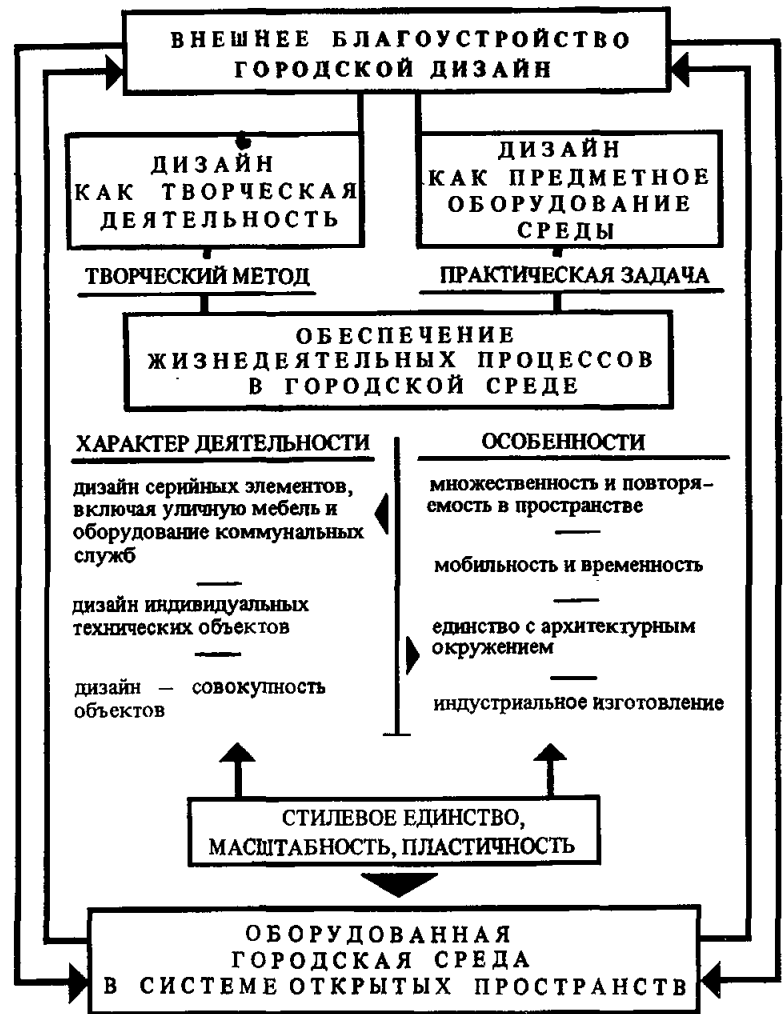 ВНЕШНЕЕ БЛАГОУСТРОЙСТВО
ГОРОДСКОЙ ДИЗАЙН
ДИЗАЙН
КАК ТВОРЧЕСКАЯ
ДЕЯТЕЛЬНОСТЬ
ДИЗАЙН
КАК ПРЕДМЕТНОЕ
ОБОРУДОВАНИЕ
СРЕДЫ
ТВОРЧЕСКИЙ МЕТОД
ПРАКТИЧЕСКАЯ ЗАДАЧА
ОБЕСПЕЧЕНИЕ
ЖИЗНЕДЕЯТЕЛЬНЫХ ПРОЦЕССОВ
В ГОРОДСКОЙ СРЕДЕ
ХАРАКТЕР ДЕЯТЕЛЬНОСТИ
дизайн серийных элементов,
включая уличную мебель и
оборудование коммунальных
служб
дизайн индивидуальных
технических объектов
дизайн — совокупность
объектов
ОСОБЕННОСТИ
множественность и повторя-
емость в пространстве
мобильность и временность
единство с архитектурным
окружением
индустриальное изготовление
СТИЛЕВОЕ ЕДИНСТВО,
МАСШТАБНОСТЬ, ПЛАСТИЧНОСТЬ
ОБОРУДОВАННАЯ
ГОРОДСКАЯ СРЕДА
В СИСТЕМЕ ОТКРЫТЫХ ПРОСТРАНСТВ